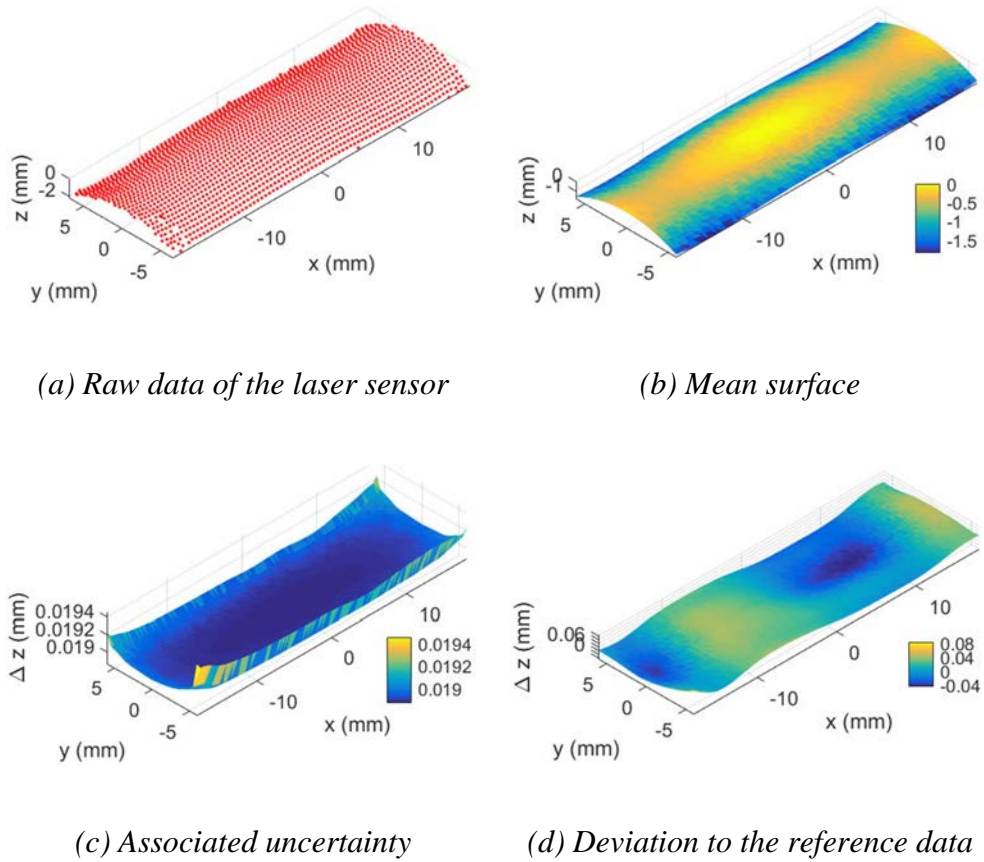 z (mm)
0
-2
5
0
-5
y (mm)
-10
0
10
x (mm)
z (mm)
0
-1
5
0
-5
y (mm)
-10
0
10
x (mm)
0
-0.5
-1
-1.5
(a) Raw data of the laser sensor
(b) Mean surface
Δ z (mm)
0.0194
0.0192
0.019
5
0
-5
y (mm)
-10
0
10
x (mm)
0.0194
0.0192
0.019
Δ z (mm)
0.06
0
5
0
-5
y (mm)
-10
0
10
x (mm)
0.08
0.04
0
-0.04
(c) Associated uncertainty
(d) Deviation to the reference data